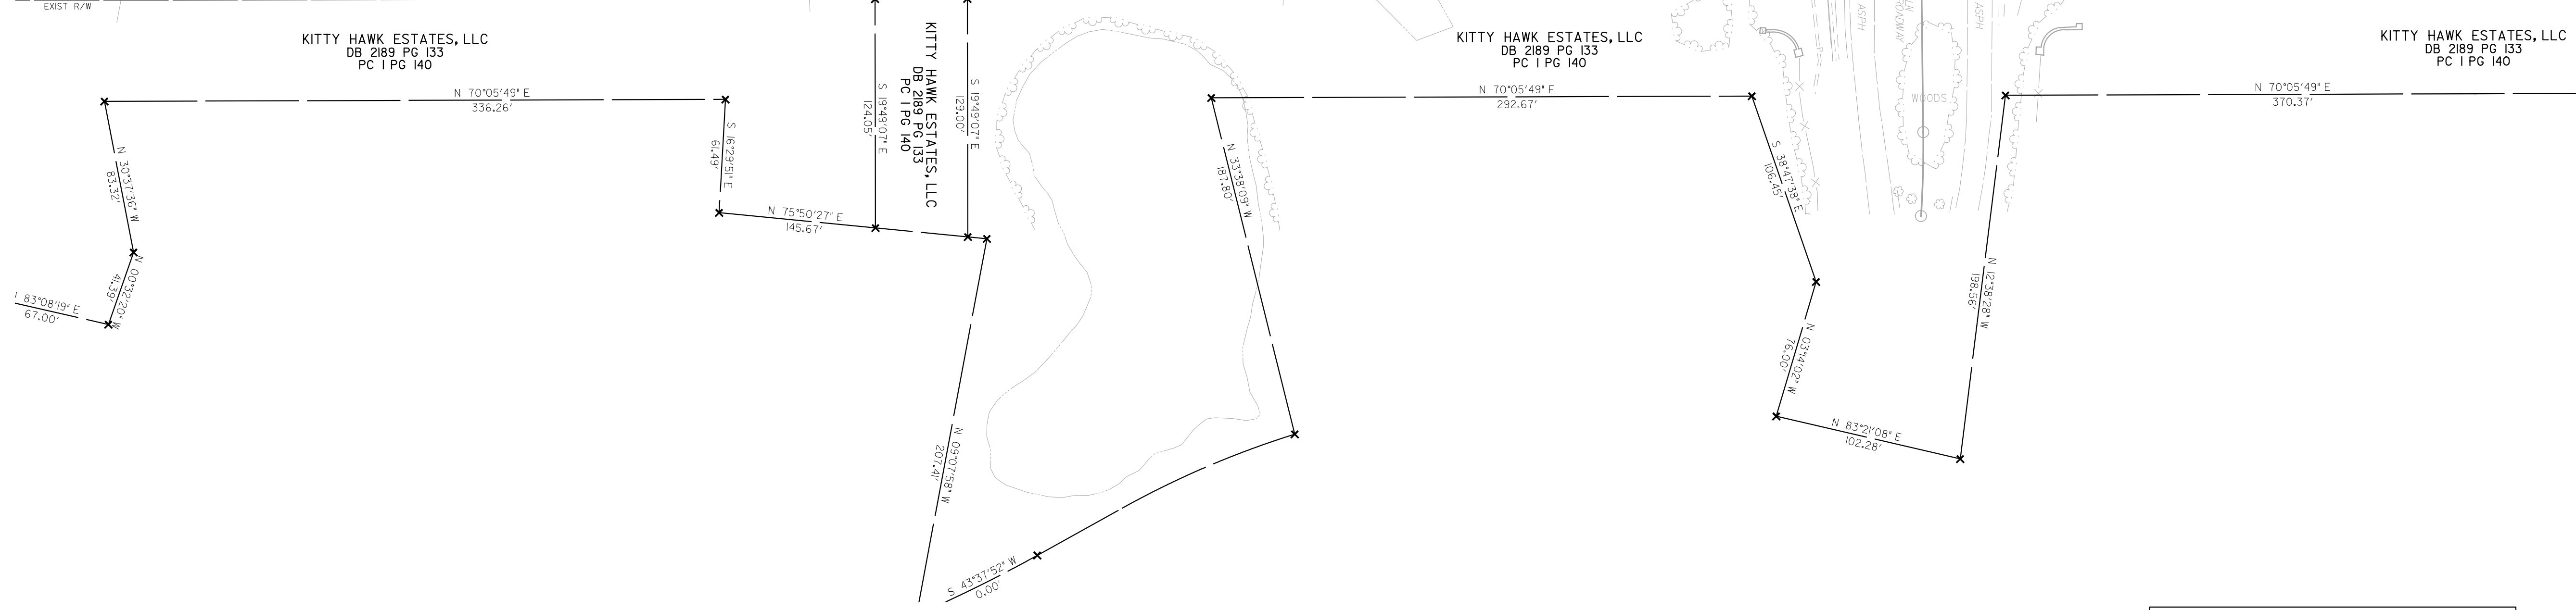 EXIST R/W
KITTY HAWK ESTATES, LLC
DB 2189 PG 133
PC 1 PG 140
N 70°05'49" E
336.26'
N 30°37'36" W
83.32'
N 00°32'20" W
41.39'
83°08'19" E
67.00'
S 16°29'51" E
61.49'
N 75°50'27" E
145.67'
S 19°49'07" E
124.05'
KITTY HAWK ESTATES, LLC
DB 2189 PG 133
PC 1 PG 140
S 19°49'07" E
129.00'
N 09°07'58" W
207.41'
S 43°37'52" W
0.00'
N 33°38'09" W
187.80'
KITTY HAWK ESTATES, LLC
DB 2189 PG 133
PC 1 PG 140
N 70°05'49" E
292.67'
S 38°47'38" E
106.45'
N 03°14'02" W
76.00'
N 83°21'08" E
102.28'
N 12°38'28" W
198.56'
ASPH
LN
ROADWAY
ASPH
WOODS
KITTY HAWK ESTATES, LLC
DB 2189 PG 133
PC 1 PG 140
N 70°05'49" E
370.37'